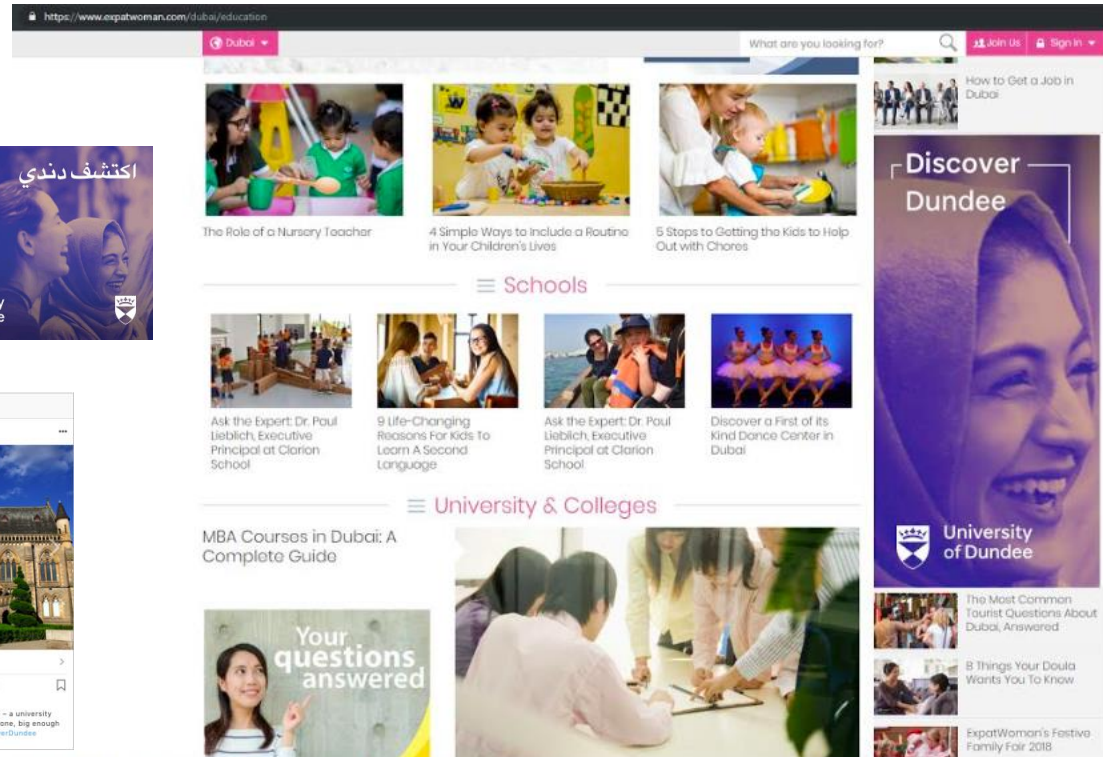 https://www.expatwoman.com/dubai/education
Dubai
What are you looking for?
Join Us
Sign In
The Role of a Nursery Teacher
4 Simple Ways to Include a Routine
in Your Children's Lives
5 Steps to Getting the Kids to Help
Out with Chores
Schools
Ask the Expert: Dr. Paul
Lieblich, Executive
Principal at Clarion
School
9 Life-Changing
Reasons For Kids To
Learn A Second
Language
Ask the Expert: Dr. Paul
Lieblich, Executive
Principal at Clarion
School
Discover a First of its
Kind Dance Center in
Dubai
University & Colleges
MBA Courses in Dubai: A
Complete Guide
Your
questions
answered
How to Get a Job in
Dubai
Discover
Dundee
University
of Dundee
The Most Common
Tourist Questions About
Dubai, Answered
8 Things Your Doula
Wants You To Know
ExpatWoman's Festive
Family Fair 2018
اكتشف دندي
– a university
one, big enough